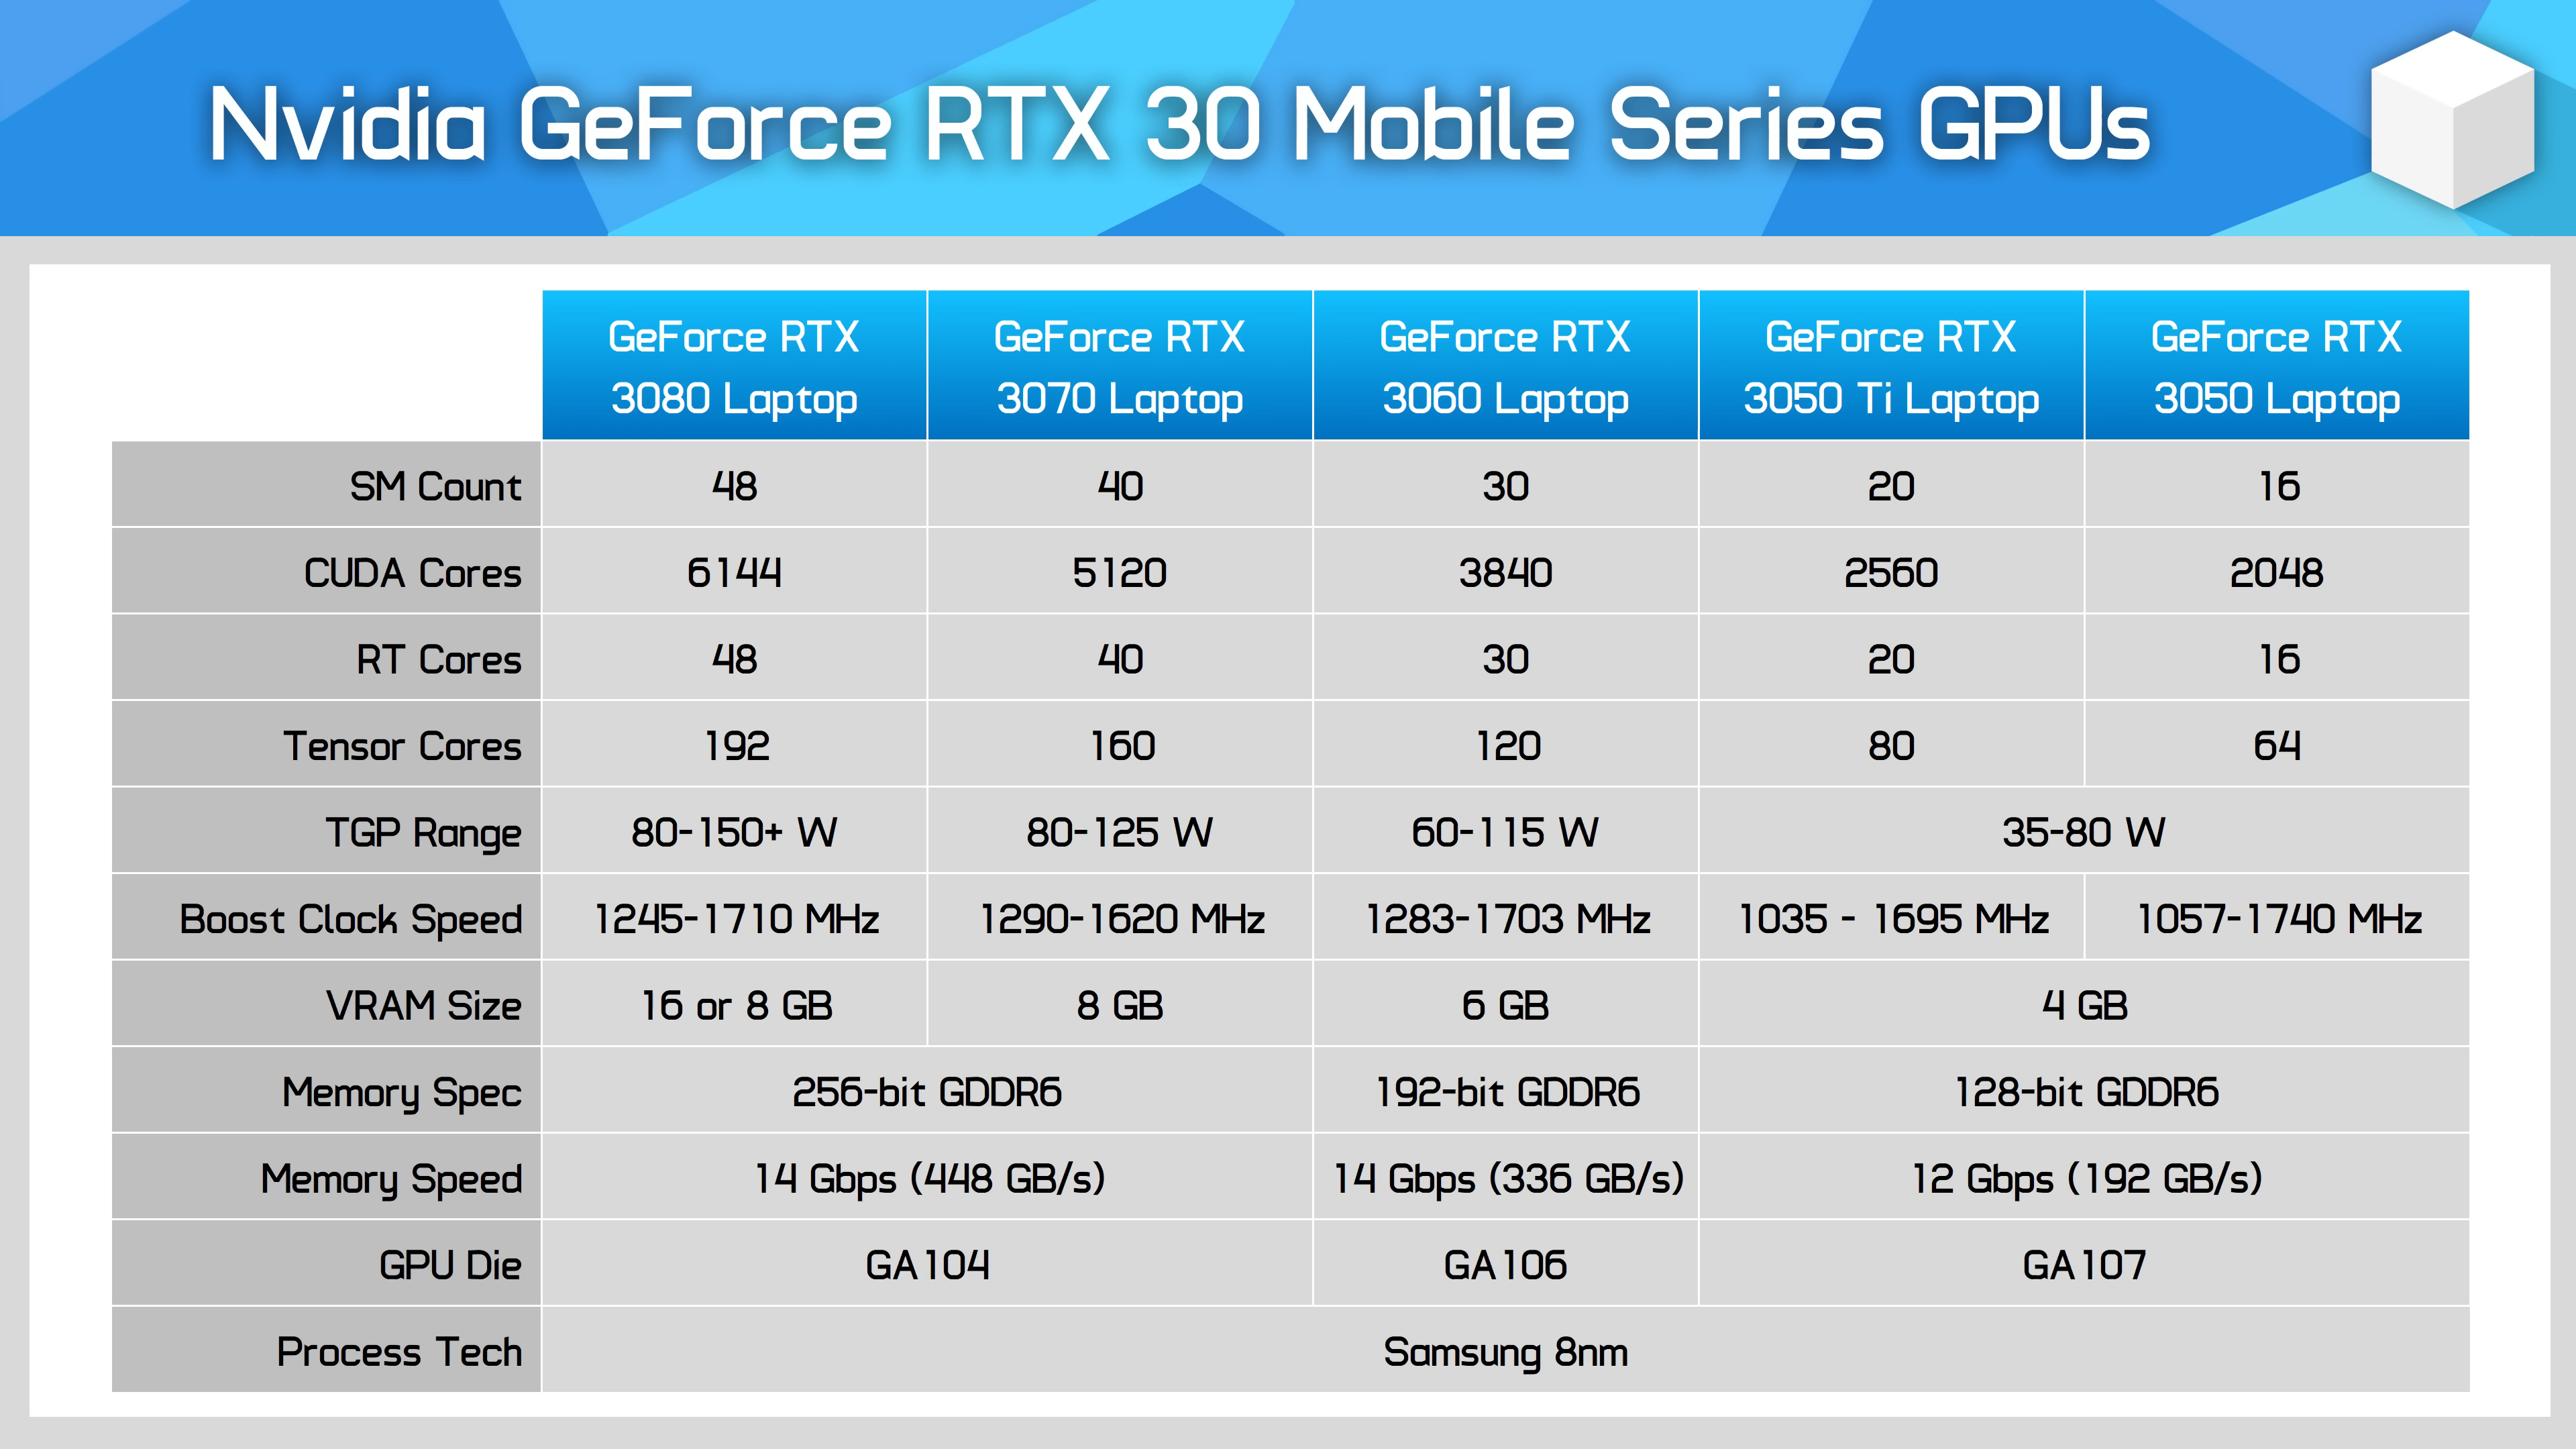 Nvidia GeForce RTX 30 Mobile Series GPUs
GeForce RTX 3080 Laptop GeForce RTX 3070 Laptop GeForce RTX 3060 Laptop GeForce RTX 3050 Ti Laptop GeForce RTX 3050 Laptop
SM Count 48 40 30 20 16
CUDA Cores 6144 5120 3840 2560 2048
RT Cores 48 40 30 20 16
Tensor Cores 192 160 120 80 64
TGP Range 80-150+ W 80-125 W 60-115 W 35-80 W
Boost Clock Speed 1245-1710 MHz 1290-1620 MHz 1283-1703 MHz 1035 - 1695 MHz 1057-1740 MHz
VRAM Size 16 or 8 GB 8 GB 6 GB 4 GB
Memory Spec 256-bit GDDR6 192-bit GDDR6 128-bit GDDR6
Memory Speed 14 Gbps (448 GB/s) 14 Gbps (336 GB/s) 12 Gbps (192 GB/s)
GPU Die GA104 GA106 GA107
Process Tech Samsung 8nm